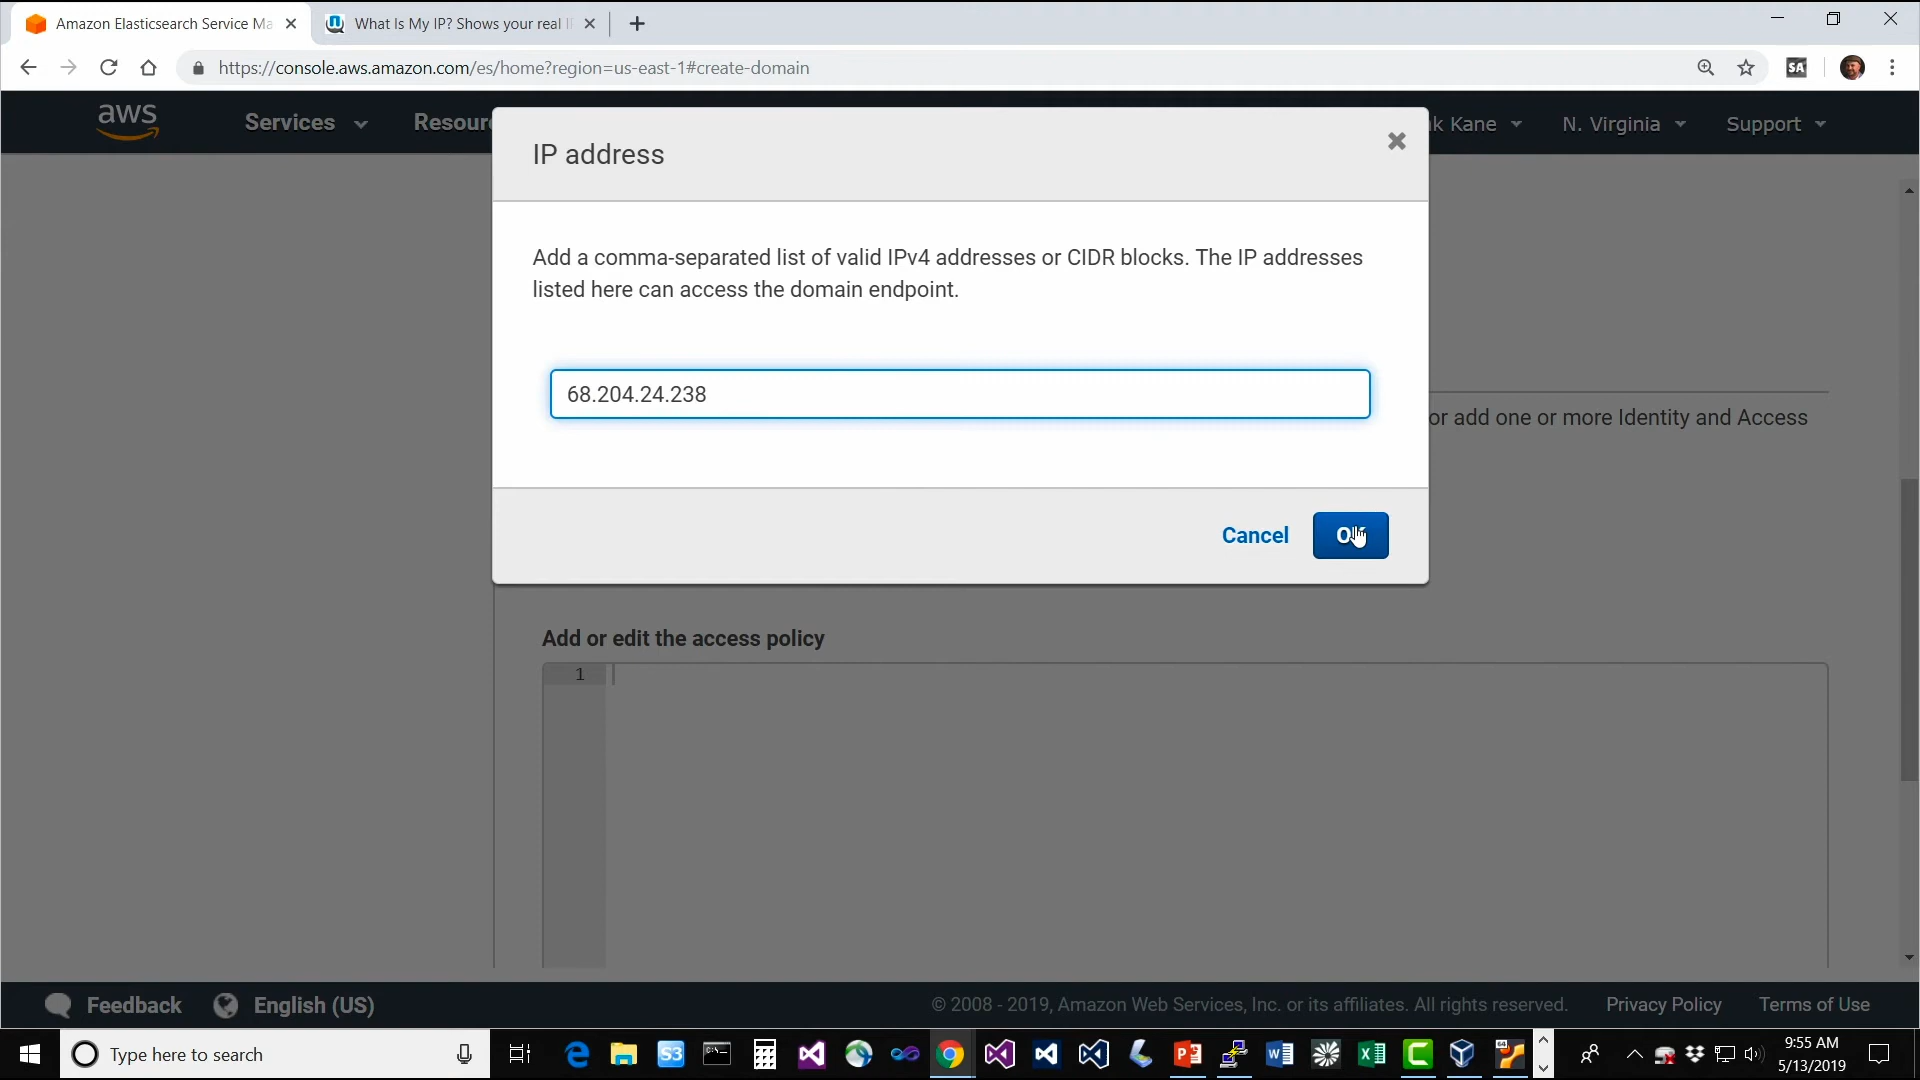 Amazon Elasticsearch Service Ma
What Is My IP? Shows your real I
https://console.aws.amazon.com/es/home?region=us-east-1#create-domain
SA
aws
Services
Resour
k Kane
N. Virginia
Support
IP address
Add a comma-separated list of valid IPv4 addresses or CIDR blocks. The IP addresses
listed here can access the domain endpoint.
68.204.24.238
or add one or more Identity and Access
Cancel
OK
Add or edit the access policy
1
Feedback
English (US)
© 2008 - 2019, Amazon Web Services, Inc. or its affiliates. All rights reserved.
Privacy Policy
Terms of Use
Type here to search
S3
9:55 AM
5/13/2019